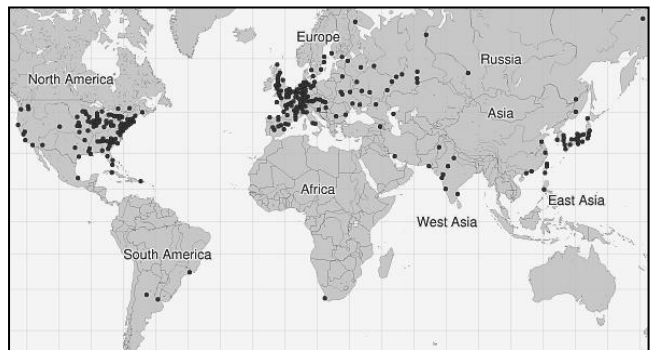 Europe
Russia
North America
Asia
Africa
East Asia
West Asia
South America